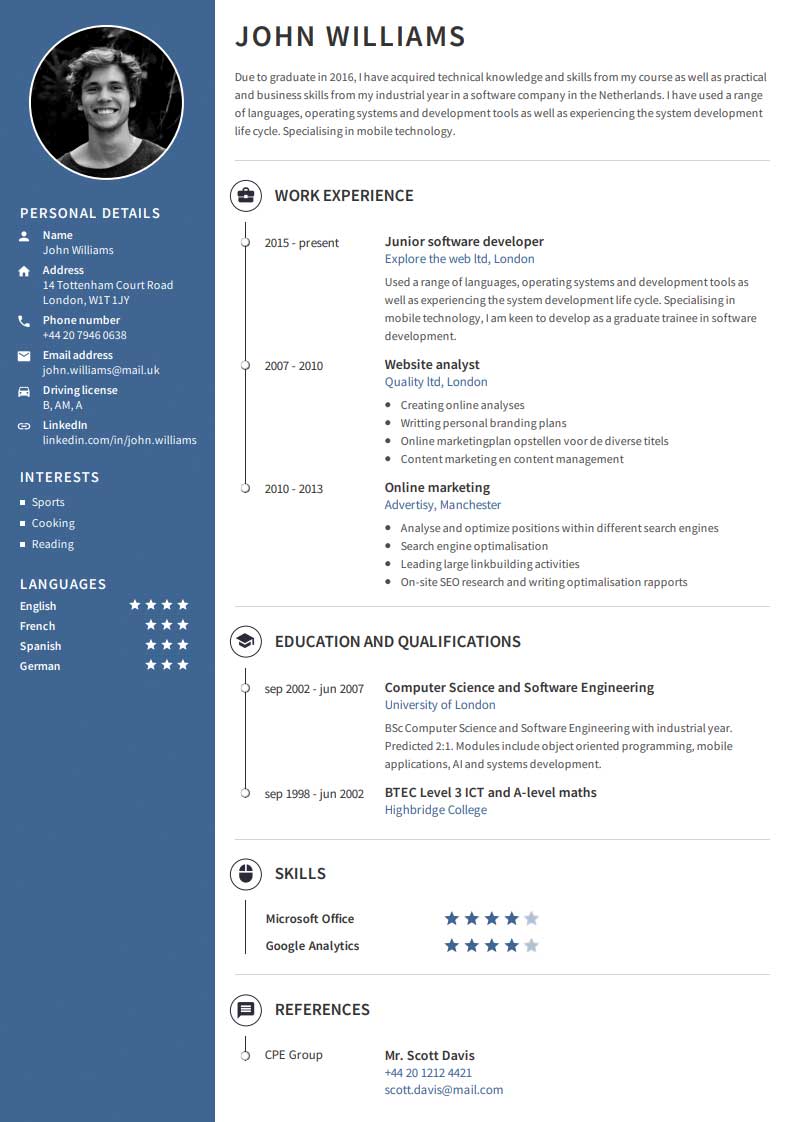 PERSONAL DETAILS
Name
John Williams
Address
14 Tottenham Court Road
London, W1T 1JY
Phone number
+44 20 7946 0638
Email address
john.williams@mail.uk
Driving license
B, AM, A
LinkedIn
linkedin.com/in/john.williams
INTERESTS
Sports
Cooking
Reading
LANGUAGES
English
French
Spanish
German
JOHN WILLIAMS
Due to graduate in 2016, I have acquired technical knowledge and skills from my course as well as practical
and business skills from my industrial year in a software company in the Netherlands. I have used a range
of languages, operating systems and development tools as well as experiencing the system development
life cycle. Specialising in mobile technology.
WORK EXPERIENCE
2015 - present
Junior software developer
Explore the web ltd, London
Used a range of languages, operating systems and development tools as
well as experiencing the system development life cycle. Specialising in
mobile technology, I am keen to develop as a graduate trainee in software
development.
2007 - 2010
Website analyst
Quality ltd, London
Creating online analyses
Writting personal branding plans
Online marketingplan opstellen voor de diverse titels
Content marketing en content management
2010 - 2013
Online marketing
Advertisy, Manchester
Analyse and optimize positions within different search engines
Search engine optimalisation
Leading large linkbuilding activities
On-site SEO research and writing optimalisation rapports
EDUCATION AND QUALIFICATIONS
sep 2002 - jun 2007
Computer Science and Software Engineering
University of London
BSc Computer Science and Software Engineering with industrial year.
Predicted 2:1. Modules include object oriented programming, mobile
applications, AI and systems development.
sep 1998 - jun 2002
BTEC Level 3 ICT and A-level maths
Highbridge College
SKILLS
Microsoft Office
Google Analytics
REFERENCES
CPE Group
Mr. Scott Davis
+44 20 1212 4421
scott.davis@mail.com